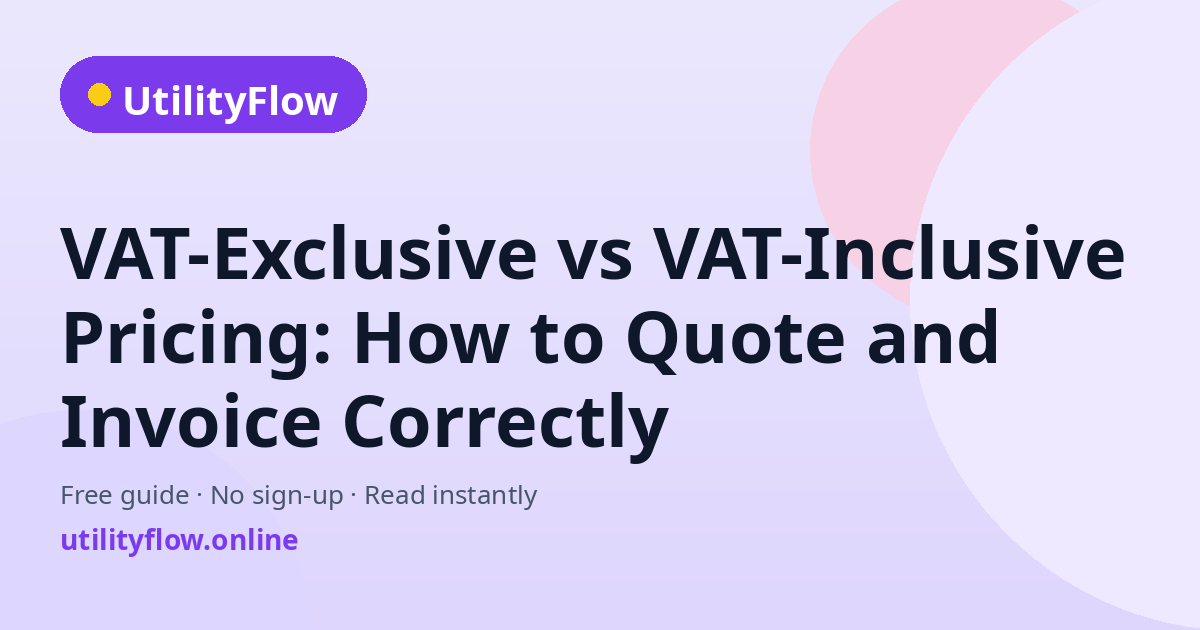 UtilityFlow
VAT-Exclusive vs VAT-Inclusive
Pricing: How to Quote and
Invoice Correctly
Free guide · No sign-up · Read instantly
utilityflow.online